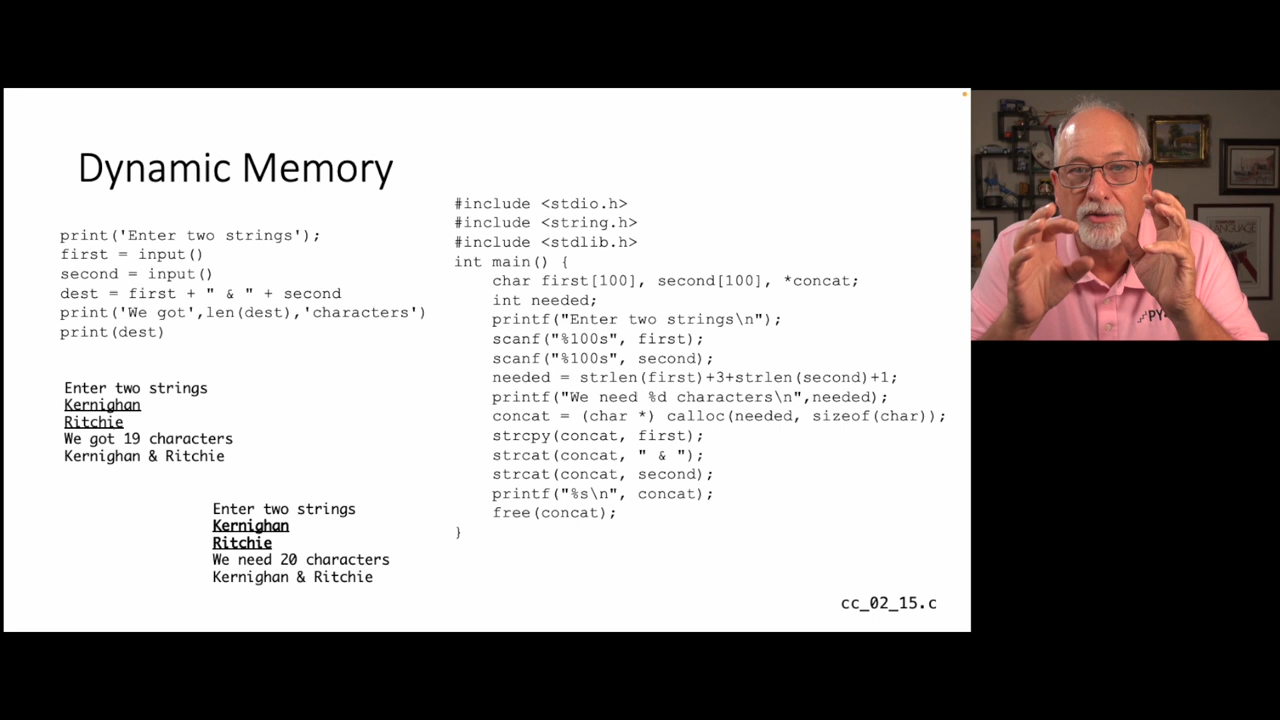 Dynamic Memory
print('Enter two strings');
first = input()
second = input()
dest = first + " & " + second
print('We got',len(dest),'characters')
print(dest)
Enter two strings
Kernighan
Ritchie
We got 19 characters
Kernighan & Ritchie
Enter two strings
Kernighan
Ritchie
We need 20 characters
Kernighan & Ritchie
#include <stdio.h>
#include <string.h>
#include <stdlib.h>
int main() {
    char first[100], second[100], *concat;
    int needed;
    printf("Enter two strings\n");
    scanf("%100s", first);
    scanf("%100s", second);
    needed = strlen(first)+3+strlen(second)+1;
    printf("We need %d characters\n",needed);
    concat = (char *) calloc(needed, sizeof(char));
    strcpy(concat, first);
    strcat(concat, " & ");
    strcat(concat, second);
    printf("%s\n", concat);
    free(concat);
}
cc_02_15.c
LANGUAGE